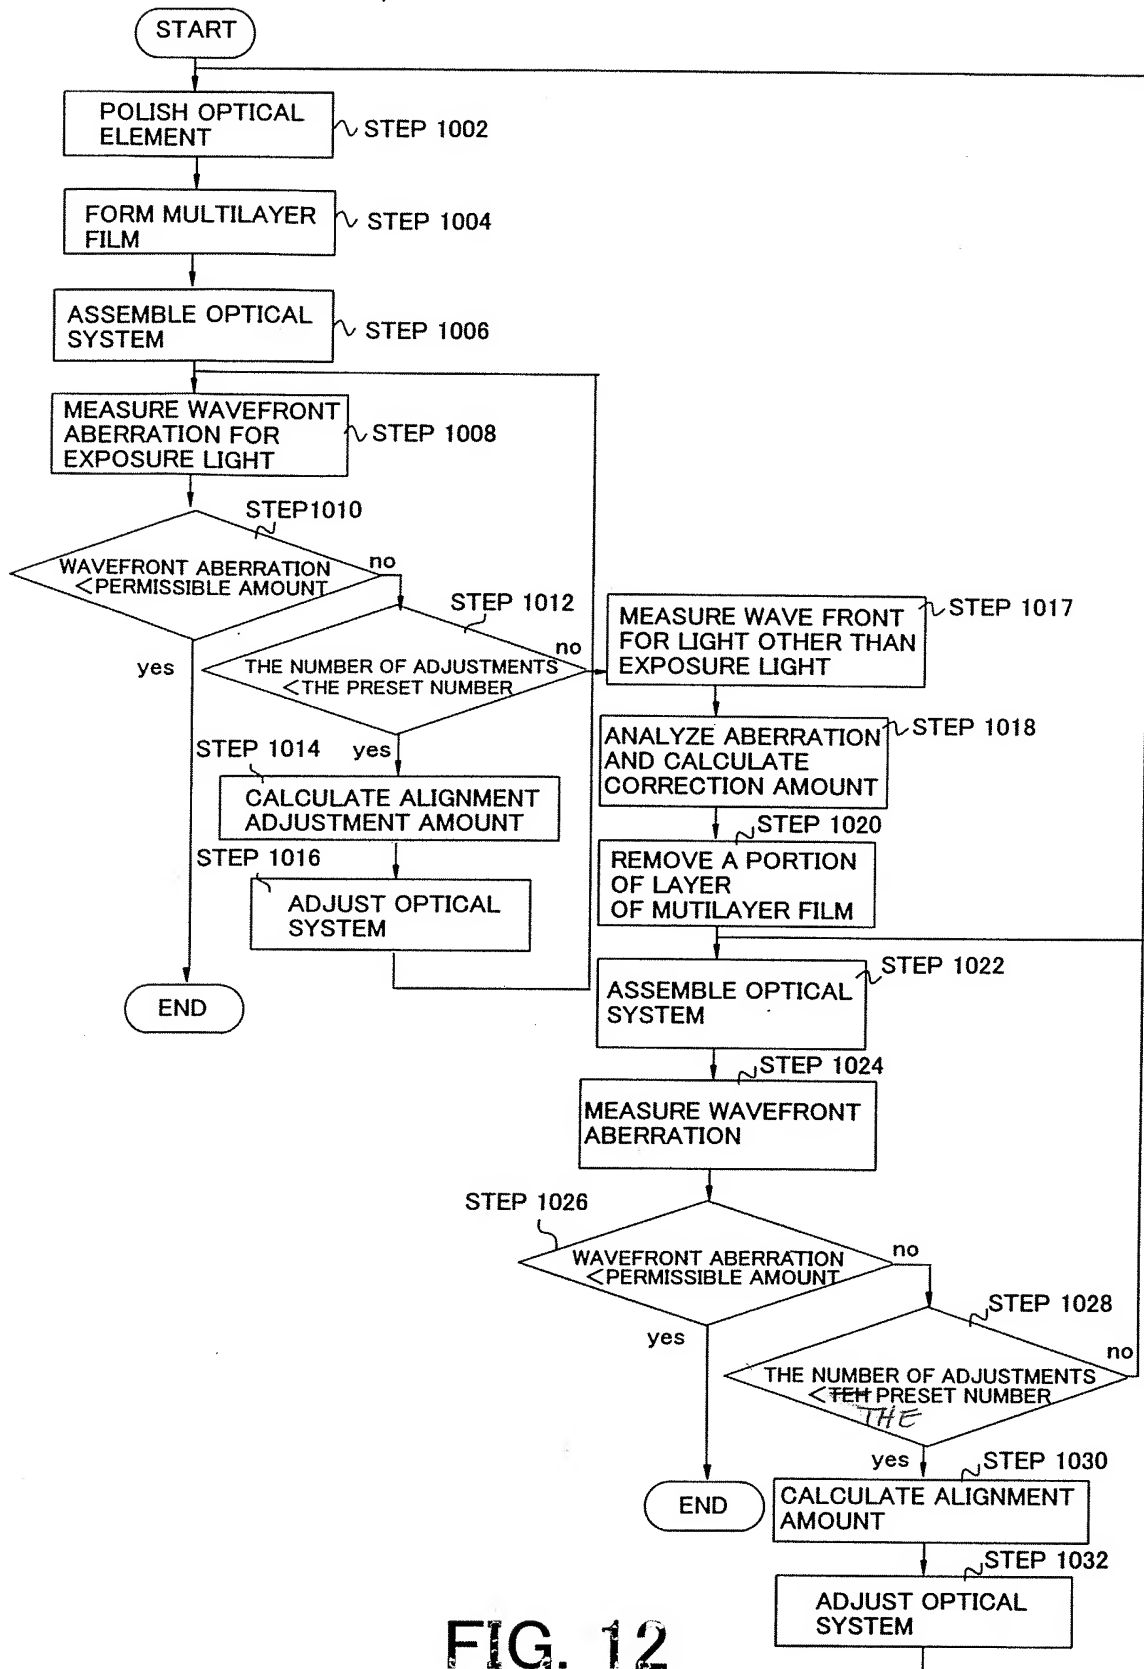 START
POLISH OPTICAL
ELEMENT
STEP 1002
FORM MULTILAYER
FILM
STEP 1004
ASSEMBLE OPTICAL
SYSTEM
STEP 1006
MEASURE WAVEFRONT
ABERRATION FOR
EXPOSURE LIGHT
STEP 1008
STEP1010
WAVEFRONT ABERRATION
<PERMISSIBLE AMOUNT
no
yes
STEP 1012
THE NUMBER OF ADJUSTMENTS
<THE PRESET NUMBER
no
yes
STEP 1014
CALCULATE ALIGNMENT
ADJUSTMENT AMOUNT
STEP 1016
ADJUST OPTICAL
SYSTEM
END
MEASURE WAVE FRONT
FOR LIGHT OTHER THAN
EXPOSURE LIGHT
STEP 1017
ANALYZE ABERRATION
AND CALCULATE
CORRECTION AMOUNT
STEP 1018
STEP 1020
REMOVE A PORTION
OF LAYER
OF MUTILAYER FILM
STEP 1022
ASSEMBLE OPTICAL
SYSTEM
STEP 1024
MEASURE WAVEFRONT
ABERRATION
STEP 1026
WAVEFRONT ABERRATION
<PERMISSIBLE AMOUNT
no
yes
END
STEP 1028
THE NUMBER OF ADJUSTMENTS
<TEH PRESET NUMBER
THE
no
yes
STEP 1030
CALCULATE ALIGNMENT
AMOUNT
STEP 1032
ADJUST OPTICAL
SYSTEM
FIG. 12